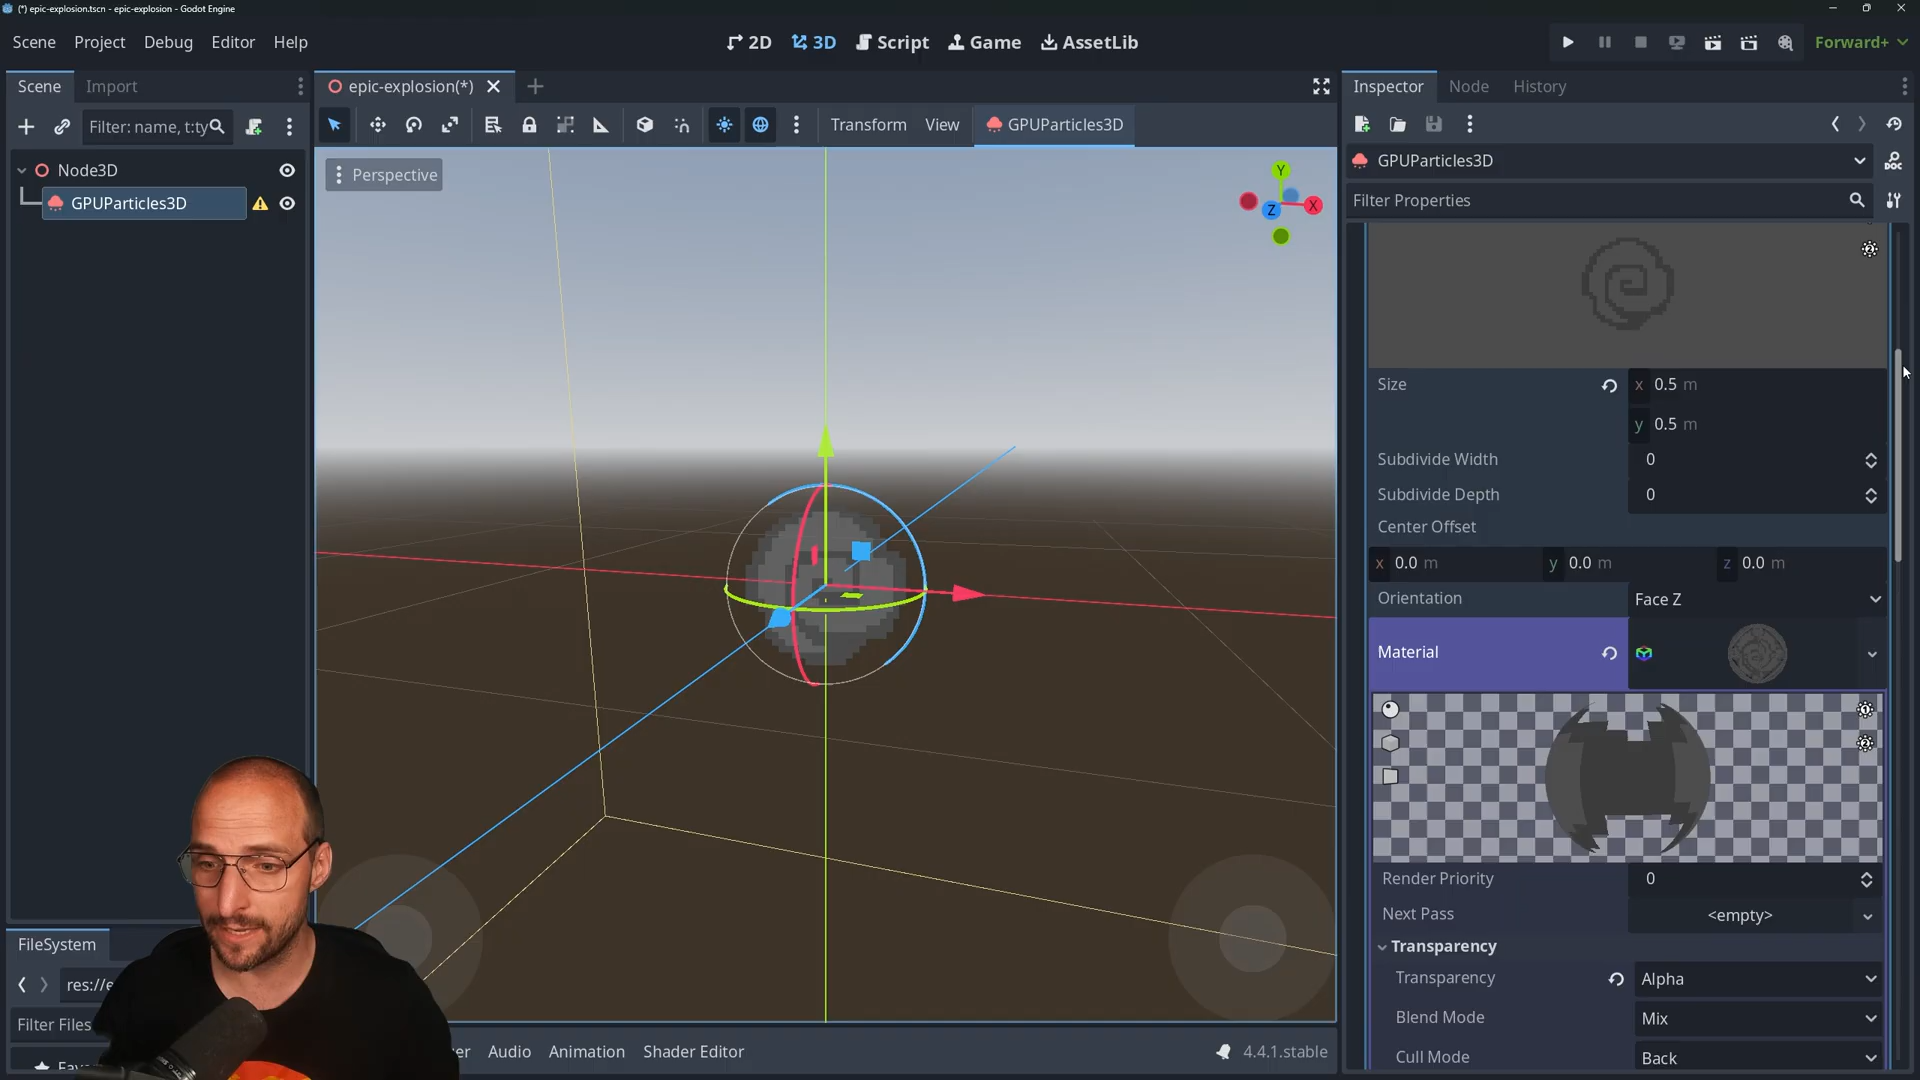 (*) epic-explosion.tscn - epic-explosion - Godot Engine
Scene Project Debug Editor Help
2D 3D Script Game AssetLib
Forward+
Scene Import
epic-explosion(*)
Inspector Node History
Filter: name, t:ty
Transform View GPUParticles3D
GPUParticles3D
Filter Properties
Node3D
GPUParticles3D
Perspective
Y
X
Z
Size x 0.5 m
y 0.5 m
Subdivide Width 0
Subdivide Depth 0
Center Offset
x 0.0 m y 0.0 m z 0.0 m
Orientation Face Z
Material
Render Priority 0
Next Pass <empty>
Transparency
Transparency Alpha
Blend Mode Mix
Cull Mode Back
FileSystem
res://e
Filter Files
Fav
er Audio Animation Shader Editor
4.4.1.stable